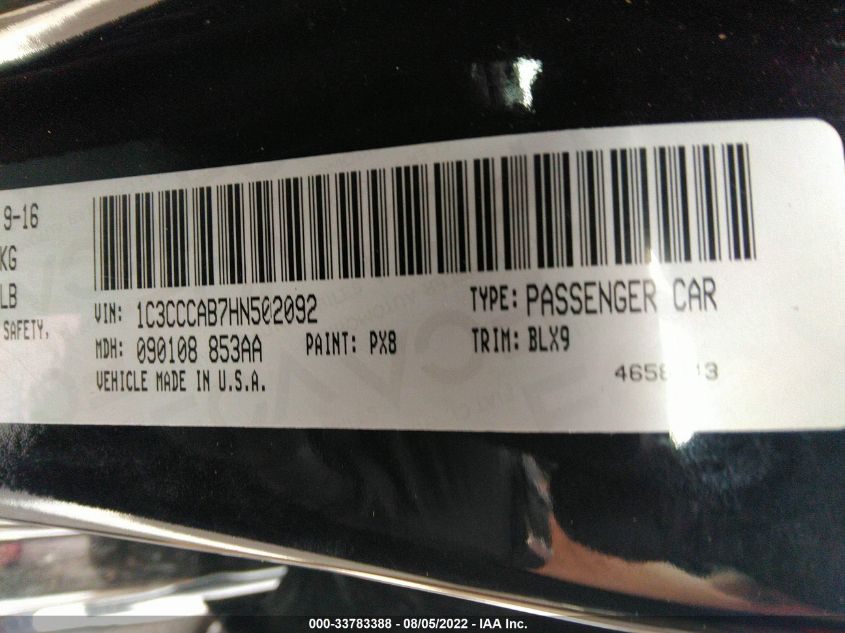 9-16
KG
LB
SAFETY,
VIN: 1C3CCCAB7HN502092
TYPE: PASSENGER CAR
MDH: 090108 853AA
PAINT: PX8
TRIM: BLX9
VEHICLE MADE IN U.S.A.
000-33783388 - 08/05/2022 - IAA Inc.